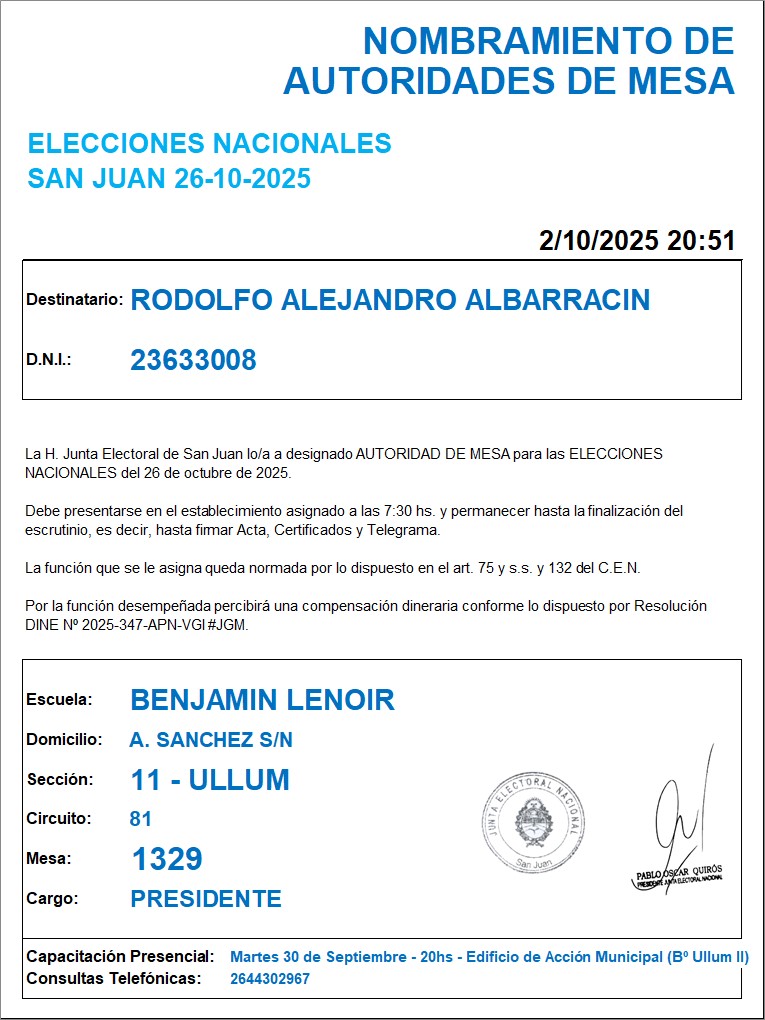 NOMBRAMIENTO DE
AUTORIDADES DE MESA
ELECCIONES NACIONALES
SAN JUAN 26-10-2025
2/10/2025 20:51
Destinatario: RODOLFO ALEJANDRO ALBARRACIN
D.N.I.: 23633008
La H. Junta Electoral de San Juan lo/a a designado AUTORIDAD DE MESA para las ELECCIONES
NACIONALES del 26 de octubre de 2025.
Debe presentarse en el establecimiento asignado a las 7:30 hs. y permanecer hasta la finalización del
escrutinio, es decir, hasta firmar Acta, Certificados y Telegrama.
La función que se le asigna queda normada por lo dispuesto en el art. 75 y s.s. y 132 del C.E.N.
Por la función desempeñada percibirá una compensación dineraria conforme lo dispuesto por Resolución
DINE Nº 2025-347-APN-VGI#JGM.
Escuela: BENJAMIN LENOIR
Domicilio: A. SANCHEZ S/N
Sección: 11 - ULLUM
Circuito: 81
Mesa: 1329
Cargo: PRESIDENTE
JUNTA ELECTORAL NACIONAL
San Juan
PABLO OSCAR QUIRÓS
PRESIDENTE JUNTA ELECTORAL NACIONAL
Capacitación Presencial: Martes 30 de Septiembre - 20hs - Edificio de Acción Municipal (Bº Ullum II)
Consultas Telefónicas: 2644302967